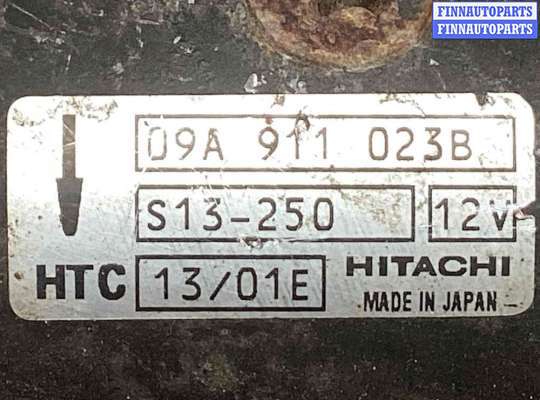 FINNAUTOPARTS
FINNAUTOPARTS
09A 911 023B
S13-250 12V
HTC 13/01E HITACHI
MADE IN JAPAN